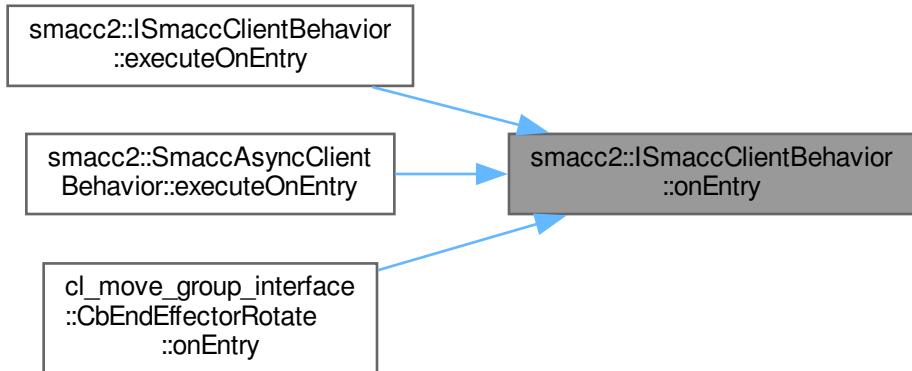 smacc2::ISmaccClientBehavior
::executeOnEntry
smacc2::SmaccAsyncClient
Behavior::executeOnEntry
cl_move_group_interface
::CbEndEffectorRotate
::onEntry
smacc2::ISmaccClientBehavior
::onEntry